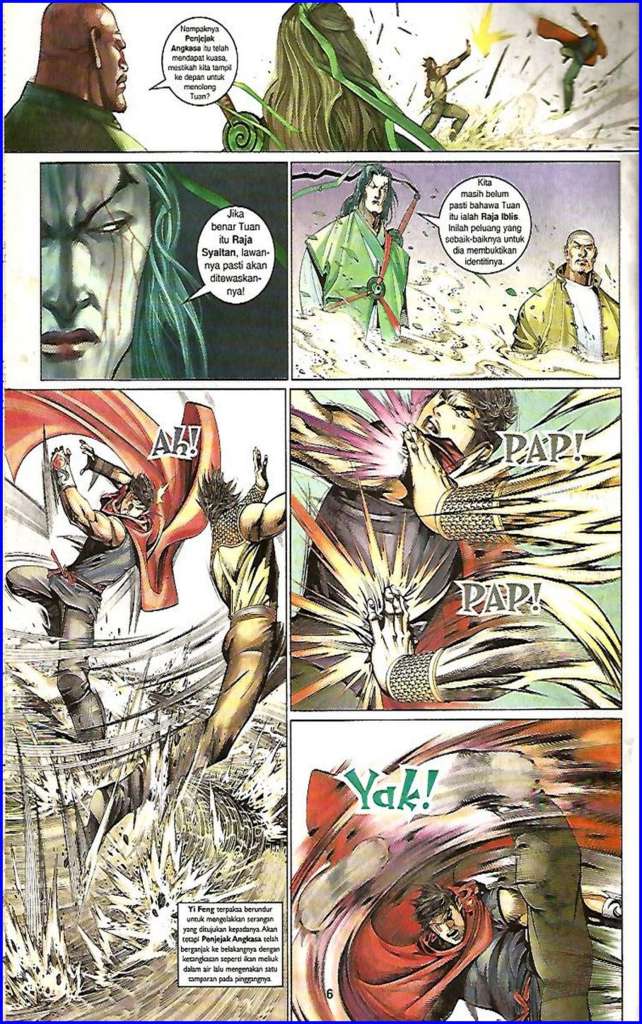 Nampaknya
Penjejak
Angkasa itu telah
mendapat kuasa,
mestikah kita tampil
ke depan untuk
menolong
Tuan?
Jika
benar Tuan
itu Raja
Syaitan, lawan-
nya pasti akan
ditewaskan-
nya!
Kita
masih belum
pasti bahawa Tuan
itu ialah Raja Iblis.
Inilah peluang yang
sebaik-baiknya untuk
dia membuktikan
identitinya.
Ah!
PAP!
PAP!
Yak!
Yi Feng terpaksa berundur
untuk mengelakkan serangan
yang ditujukan kepadanya. Akan
tetapi Penjejak Angkasa telah
berganjak ke belakangnya dengan
ketangkasan seperti ikan meliuk
dalam air lalu mengenakan satu
tamparan pada pinggangnya.
6